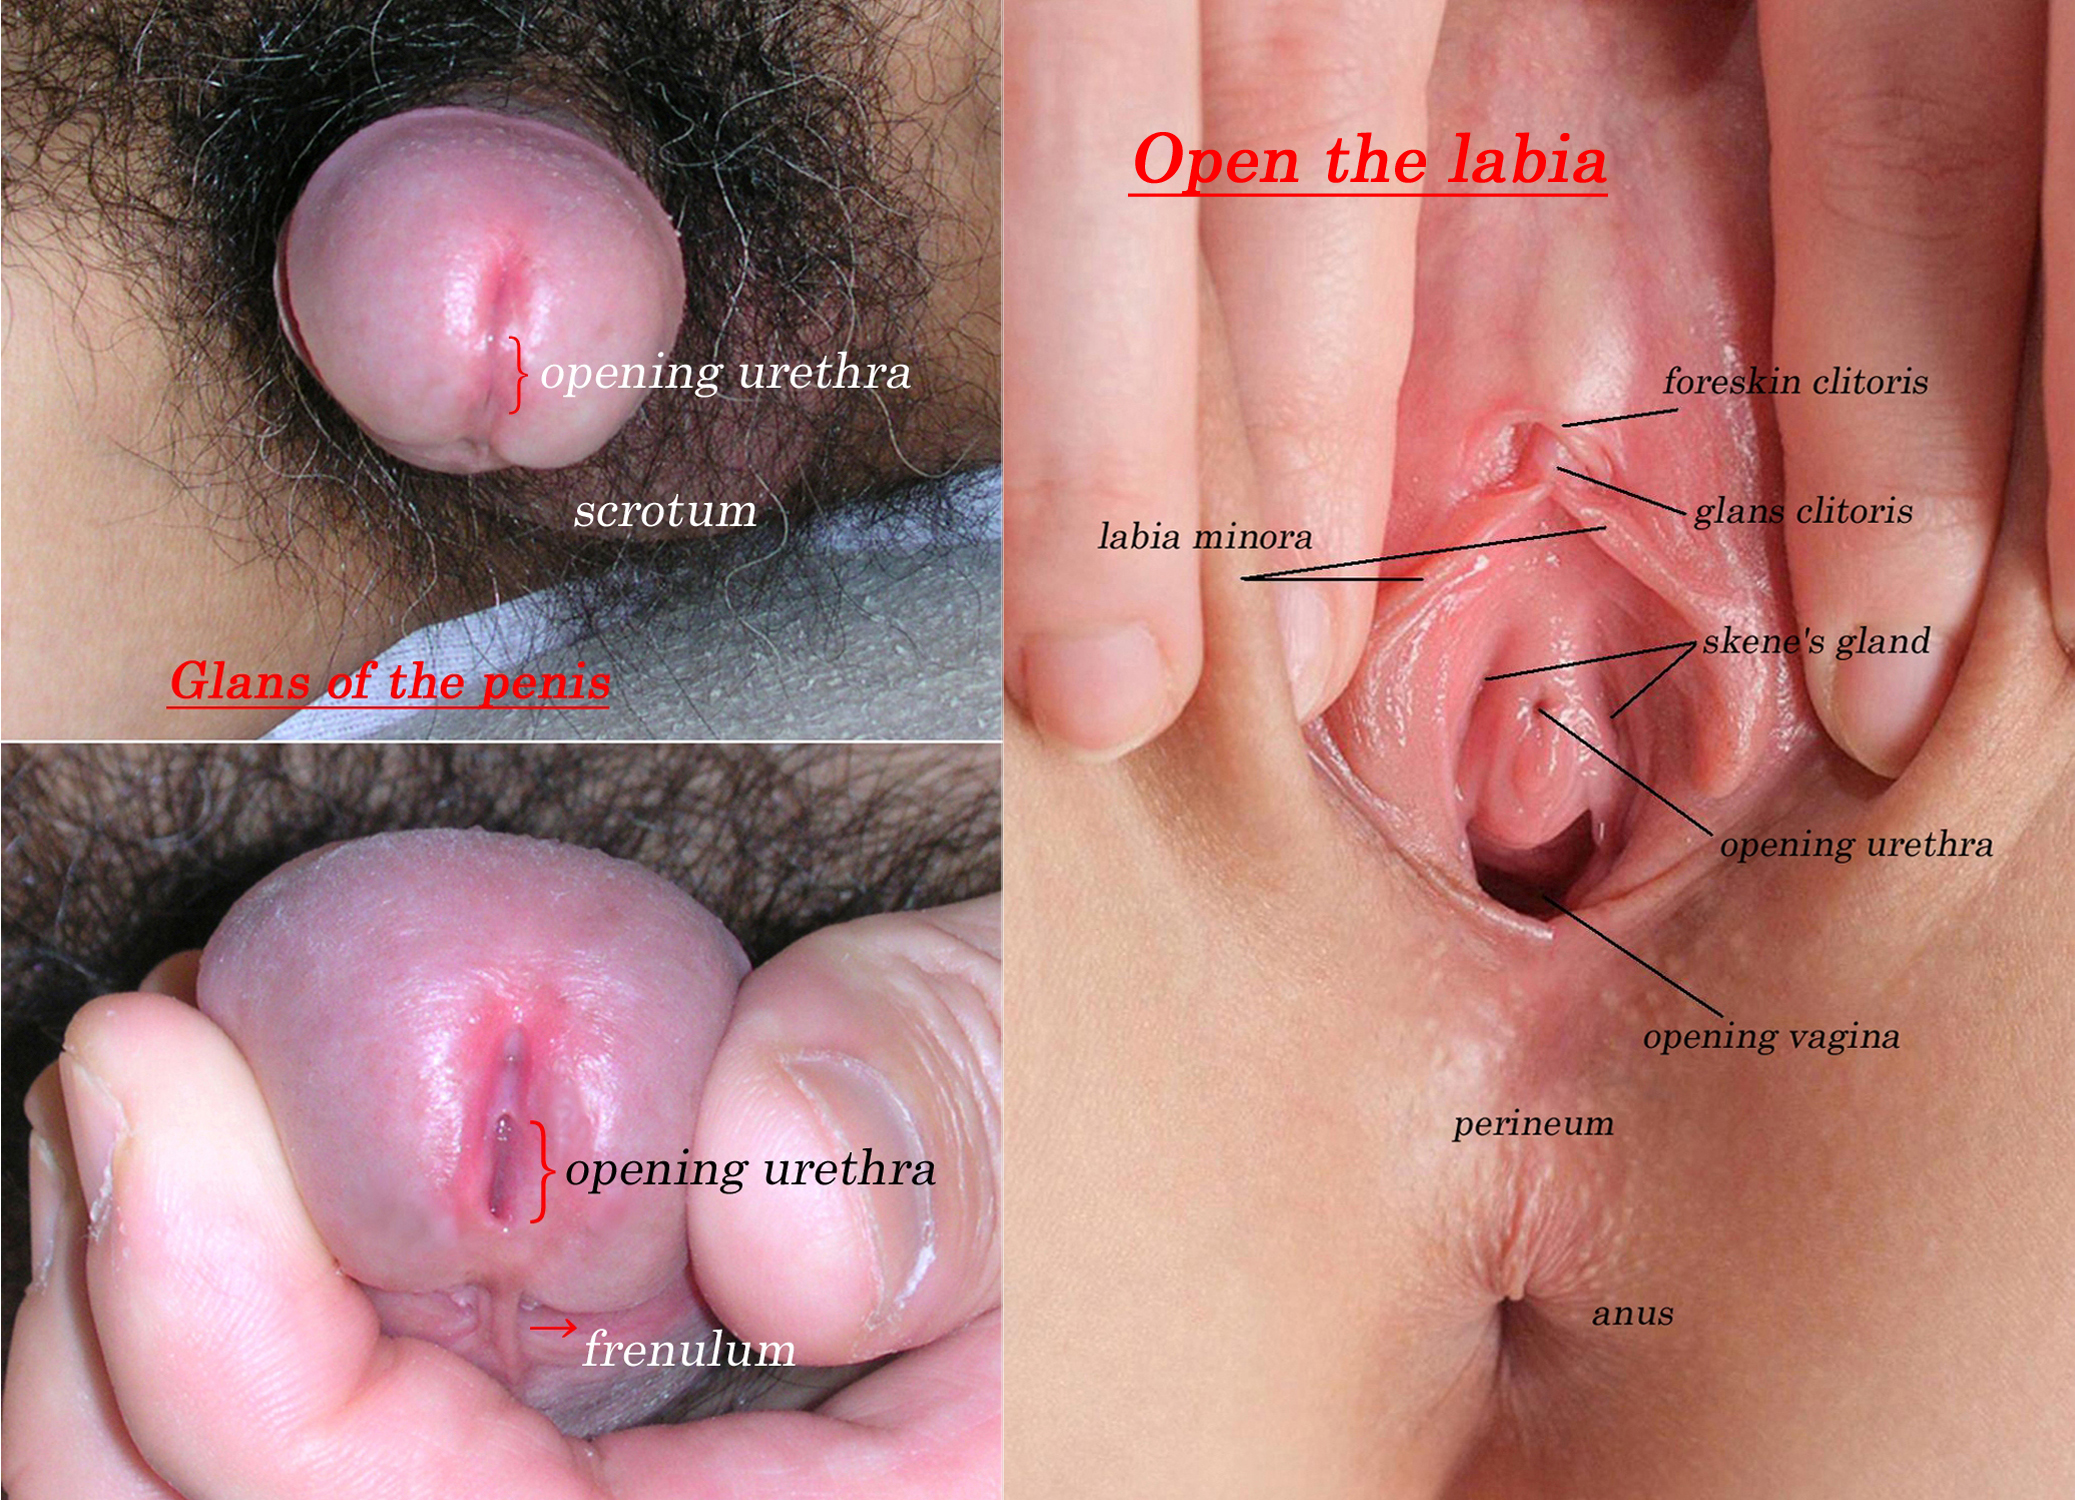 opening urethra
scrotum
Glans of the penis
opening urethra
frenulum
Open the labia
foreskin clitoris
glans clitoris
labia minora
skene's gland
opening urethra
opening vagina
perineum
anus